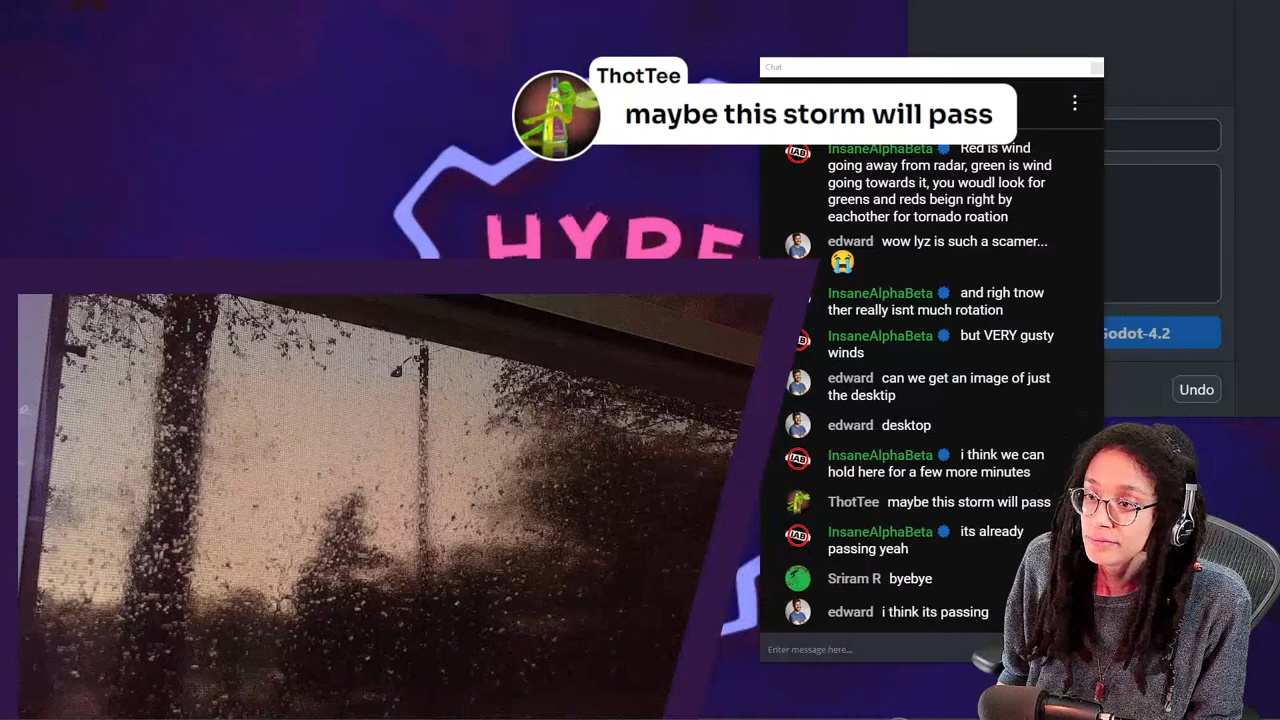 ThotTee
maybe this storm will pass
Chat
HYPE
InsaneAlphaBeta Red is wind
going away from radar, green is wind
going towards it, you woudl look for
greens and reds beign right by
eachother for tornado roation
edward wow lyz is such a scamer...
😭
InsaneAlphaBeta and righ tnow
ther really isnt much rotation
InsaneAlphaBeta but VERY gusty
winds
edward can we get an image of just
the desktip
edward desktop
InsaneAlphaBeta i think we can
hold here for a few more minutes
ThotTee maybe this storm will pass
InsaneAlphaBeta its already
passing yeah
Sriram R byebye
edward i think its passing
Enter message here...
IAB
IAB
IAB
Godot-4.2
Undo